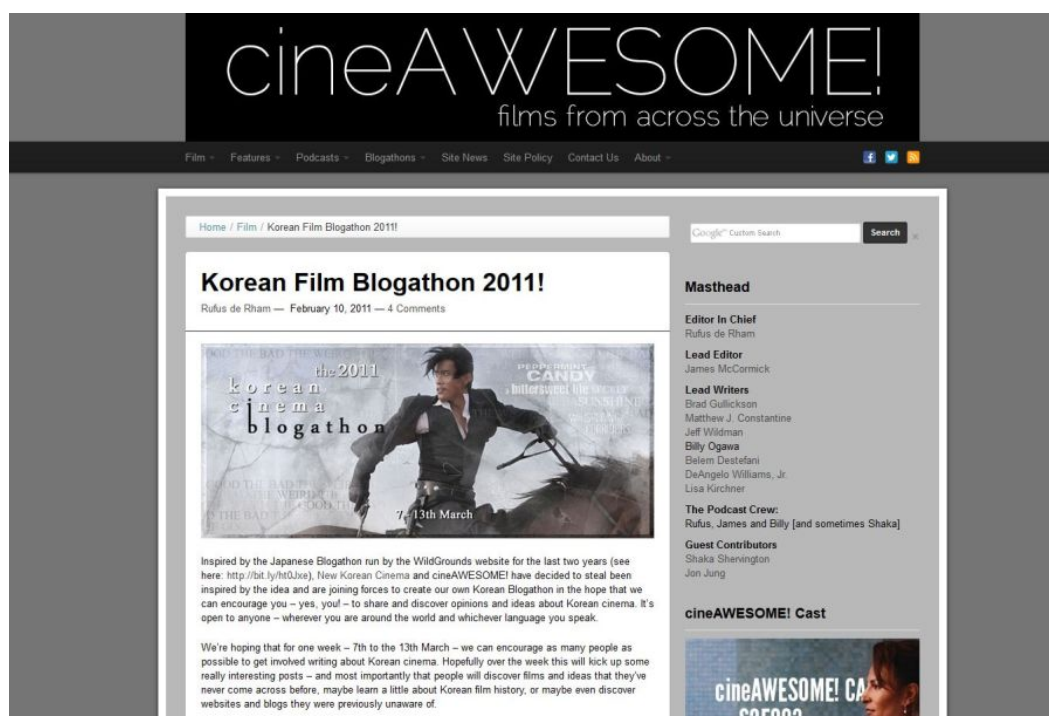 cineAWESOME!
films from across the universe
Film Features Podcasts Blogathons Site News Site Policy Contact Us About
Home / Film / Korean Film Blogathon 2011!
Google™ Custom Search Search
Korean Film Blogathon 2011!
Rufus de Rham — February 10, 2011 — 4 Comments
the 2011
korean
cinema
blogathon
PEPPERMINT
CANDY
a bittersweet life SECRET
SUNSHINE
7 - 13th March
Inspired by the Japanese Blogathon run by the WildGrounds website for the last two years (see
here: http://bit.ly/ht0Jxe), New Korean Cinema and cineAWESOME! have decided to steal been
inspired by the idea and are joining forces to create our own Korean Blogathon in the hope that we
can encourage you – yes, you! – to share and discover opinions and ideas about Korean cinema. It's
open to anyone – wherever you are around the world and whichever language you speak.
We're hoping that for one week – 7th to the 13th March – we can encourage as many people as
possible to get involved writing about Korean cinema. Hopefully over the week this will kick up some
really interesting posts – and most importantly that people will discover films and ideas that they've
never come across before, maybe learn a little about Korean film history, or maybe even discover
websites and blogs they were previously unaware of.
Masthead
Editor In Chief
Rufus de Rham
Lead Editor
James McCormick
Lead Writers
Brad Gullickson
Matthew J. Constantine
Jeff Wildman
Billy Ogawa
Belem Destefani
DeAngelo Williams, Jr.
Lisa Kirchner
The Podcast Crew:
Rufus, James and Billy [and sometimes Shaka]
Guest Contributors
Shaka Shervington
Jon Jung
cineAWESOME! Cast
cineAWESOME! CA